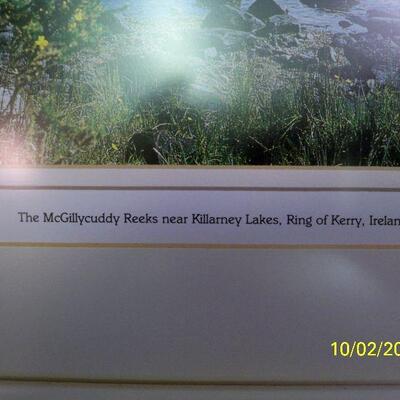 The McGillycuddy Reeks near Killarney Lakes, Ring of Kerry, Irelan
10/02/20